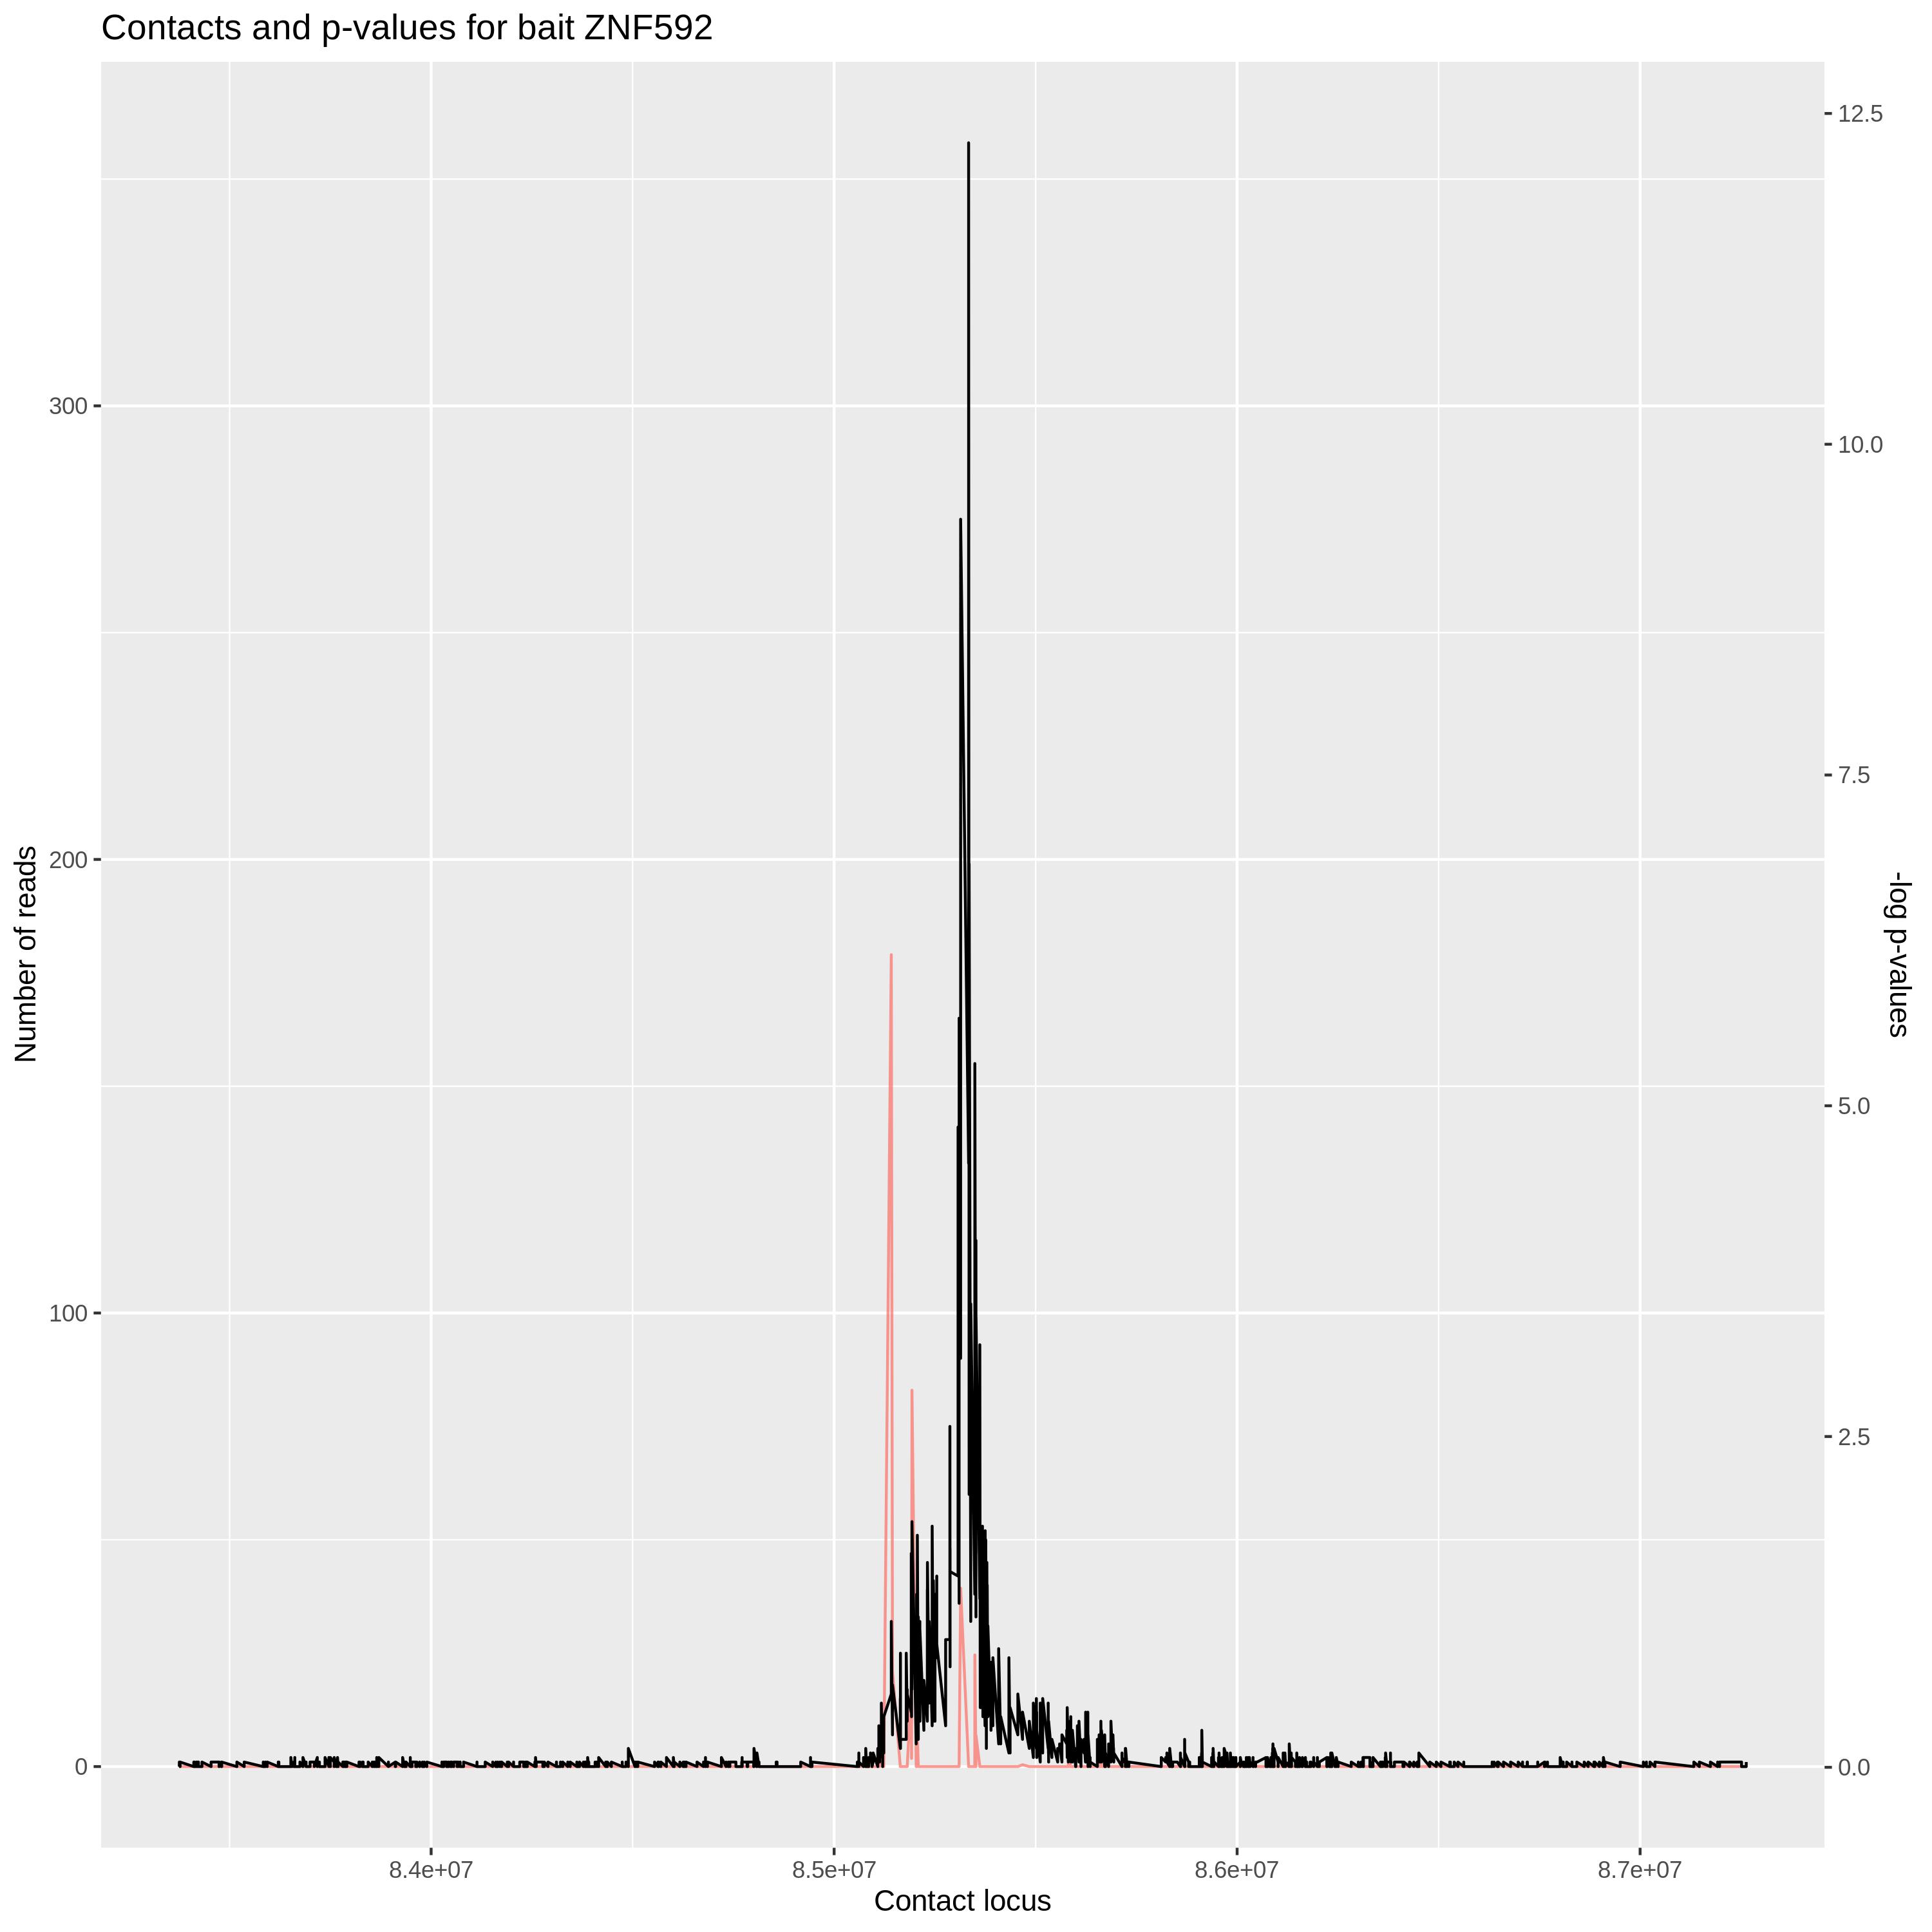 Contacts and p-values for bait ZNF592
Number of reads
300
200
100
0
12.5
10.0
7.5
5.0
2.5
0.0
-log p-values
8.4e+07
8.5e+07
8.6e+07
8.7e+07
Contact locus